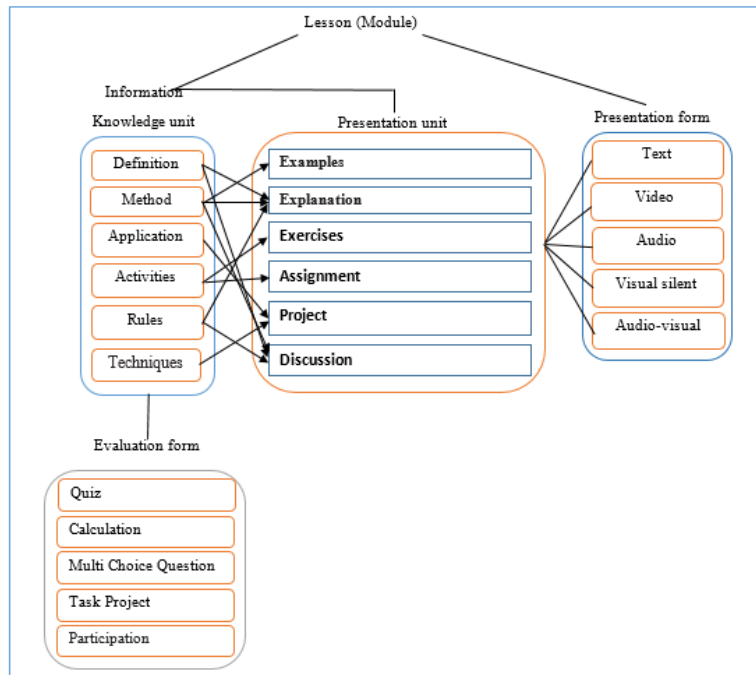 Lesson (Module)
Information
Knowledge unit
Presentation unit
Presentation form
Definition
Method
Application
Activities
Rules
Techniques
Examples
Explanation
Exercises
Assignment
Project
Discussion
Text
Video
Audio
Visual silent
Audio-visual
Evaluation form
Quiz
Calculation
Multi Choice Question
Task Project
Participation